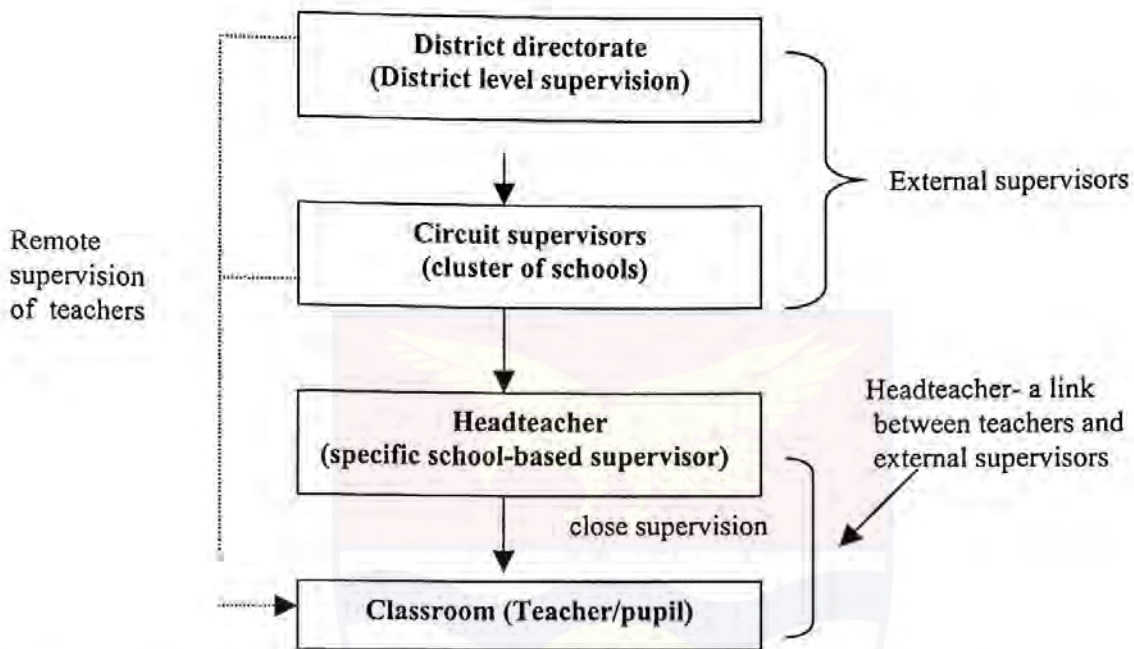 District directorate
(District level supervision)
External supervisors
Circuit supervisors
(cluster of schools)
Remote
supervision
of teachers
Headteacher
(specific school-based supervisor)
Headteacher- a link
between teachers and
external supervisors
close supervision
Classroom (Teacher/pupil)